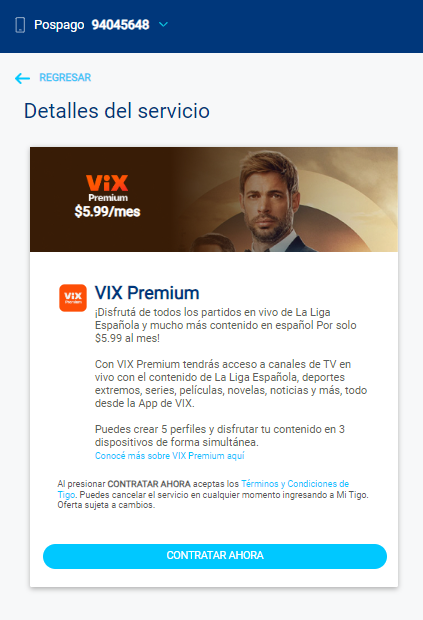 Pospago 94045648
REGRESAR
Detalles del servicio
ViX
Premium
$5.99/mes
ViX
Premium
VIX Premium
¡Disfrutá de todos los partidos en vivo de La Liga
Española y mucho más contenido en español Por solo
$5.99 al mes!
Con VIX Premium tendrás acceso a canales de TV en
vivo con el contenido de La Liga Española, deportes
extremos, series, películas, novelas, noticias y más, todo
desde la App de VIX.
Puedes crear 5 perfiles y disfrutar tu contenido en 3
dispositivos de forma simultánea.
Conocé más sobre VIX Premium aquí
Al presionar CONTRATAR AHORA aceptas los Términos y Condiciones de
Tigo. Puedes cancelar el servicio en cualquier momento ingresando a Mi Tigo.
Oferta sujeta a cambios.
CONTRATAR AHORA